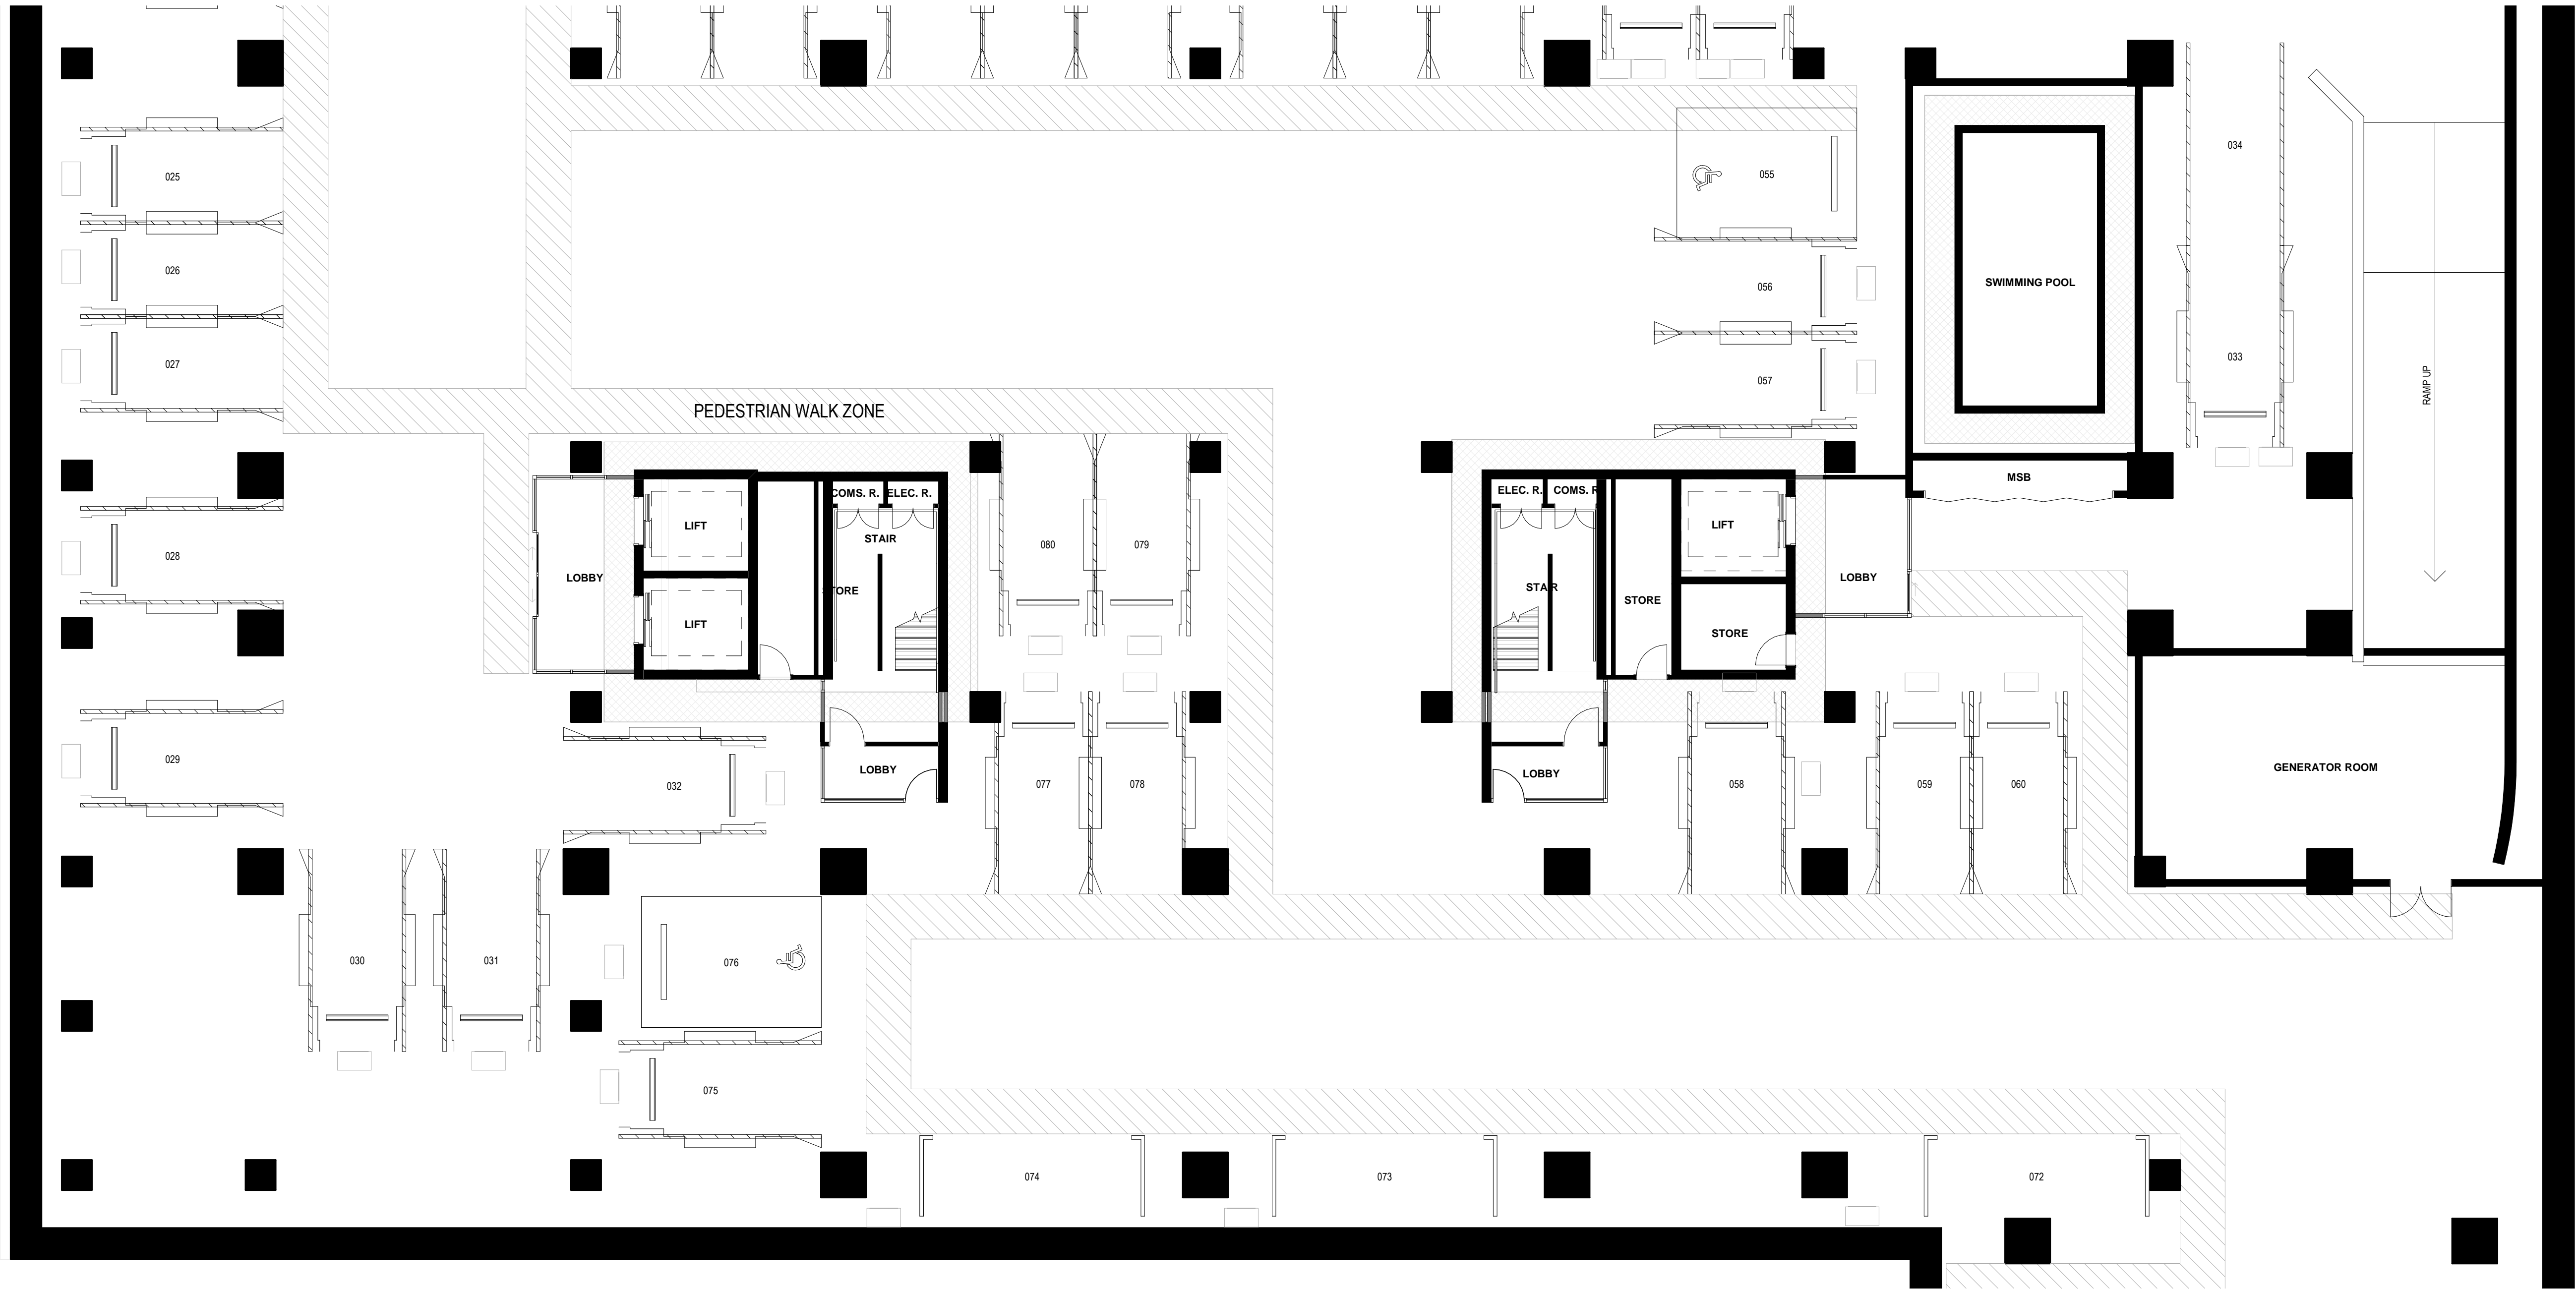 034
055
025
026
SWIMMING POOL
056
033
027
057
RAMP UP
PEDESTRIAN WALK ZONE
MSB
COMS. R.
ELEC. R.
ELEC. R.
COMS. R
LIFT
STAIR
LIFT
080
079
028
LOBBY
STORE
STAIR
STORE
LOBBY
LIFT
STORE
029
032
LOBBY
077
078
LOBBY
058
059
060
GENERATOR ROOM
030
031
076
075
074
073
072